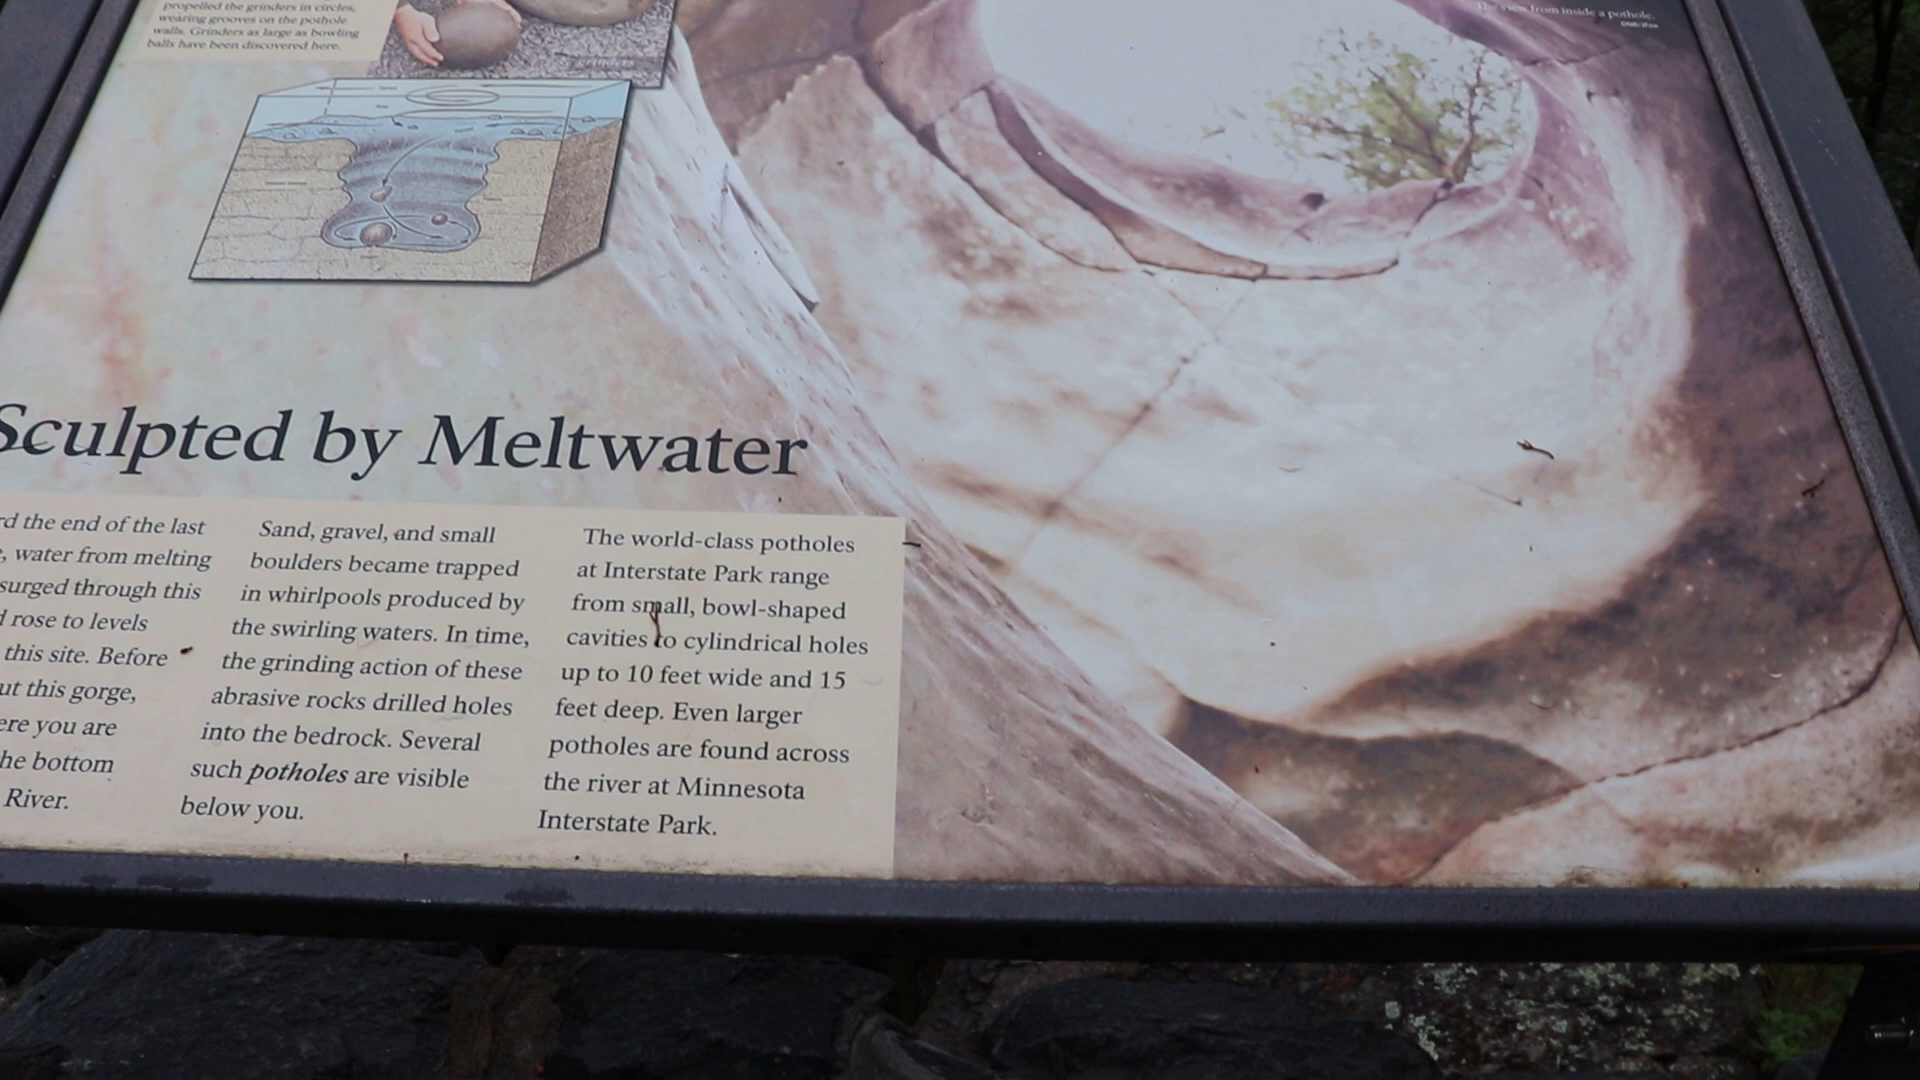 propelled the grinders in circles,
wearing grooves on the pothole
walls. Grinders as large as bowling
balls have been discovered here.
grinders
The view from inside a pothole.
Sculpted by Meltwater
the end of the last
water from melting
surged through this
rose to levels
this site. Before
this gorge,
you are
bottom
River.
Sand, gravel, and small
boulders became trapped
in whirlpools produced by
the swirling waters. In time,
the grinding action of these
abrasive rocks drilled holes
into the bedrock. Several
such potholes are visible
below you.
The world-class potholes
at Interstate Park range
from small, bowl-shaped
cavities to cylindrical holes
up to 10 feet wide and 15
feet deep. Even larger
potholes are found across
the river at Minnesota
Interstate Park.